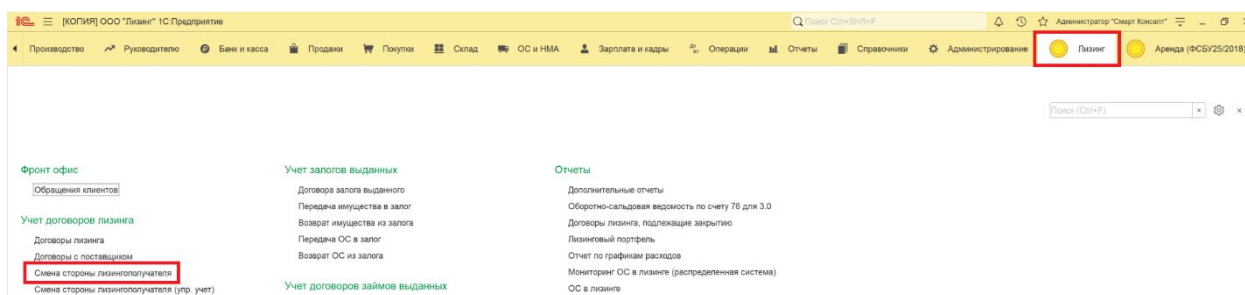 [КОПИЯ] ООО "Лизинг" 1С:Предприятие
Поиск Ctrl+Shift+F
Администратор "Смарт Консалт"
Производство Руководителю Банк и касса Продажи Покупки Склад ОС и НМА Зарплата и кадры Операции Отчеты Справочники Администрирование Лизинг Аренда (ФСБУ25/2018)
Поиск (Ctrl+F)
Фронт офис
Обращения клиентов
Учет договоров лизинга
Договоры лизинга
Договоры с поставщиком
Смена стороны лизингополучателя
Смена стороны лизингополучателя (упр. учет)
Учет залогов выданных
Договора залога выданного
Передача имущества в залог
Возврат имущества из залога
Передача ОС в залог
Возврат ОС из залога
Учет договоров займов выданных
Отчеты
Дополнительные отчеты
Оборотно-сальдовая ведомость по счету 76 для 3.0
Договоры лизинга, подлежащие закрытию
Лизинговый портфель
Отчет по графикам расходов
Мониторинг ОС в лизинге (распределенная система)
ОС в лизинге